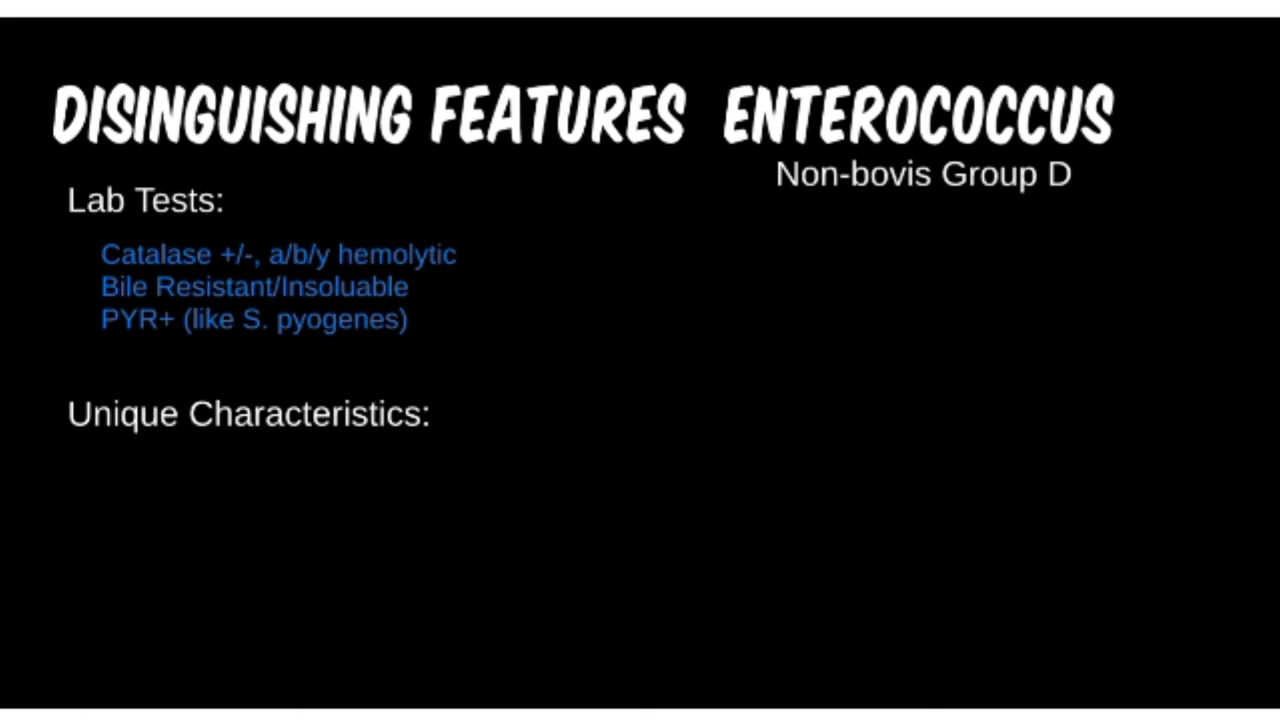 DISINGUISHING FEATURES ENTEROCOCCUS
Non-bovis Group D
Lab Tests:
Catalase +/-, a/b/y hemolytic
Bile Resistant/Insoluable
PYR+ (like S. pyogenes)
Unique Characteristics: